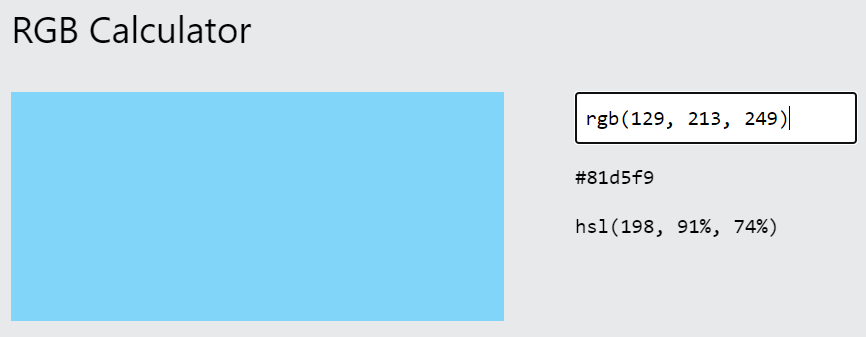 RGB Calculator
rgb(129, 213, 249)
#81d5f9
hsl(198, 91%, 74%)